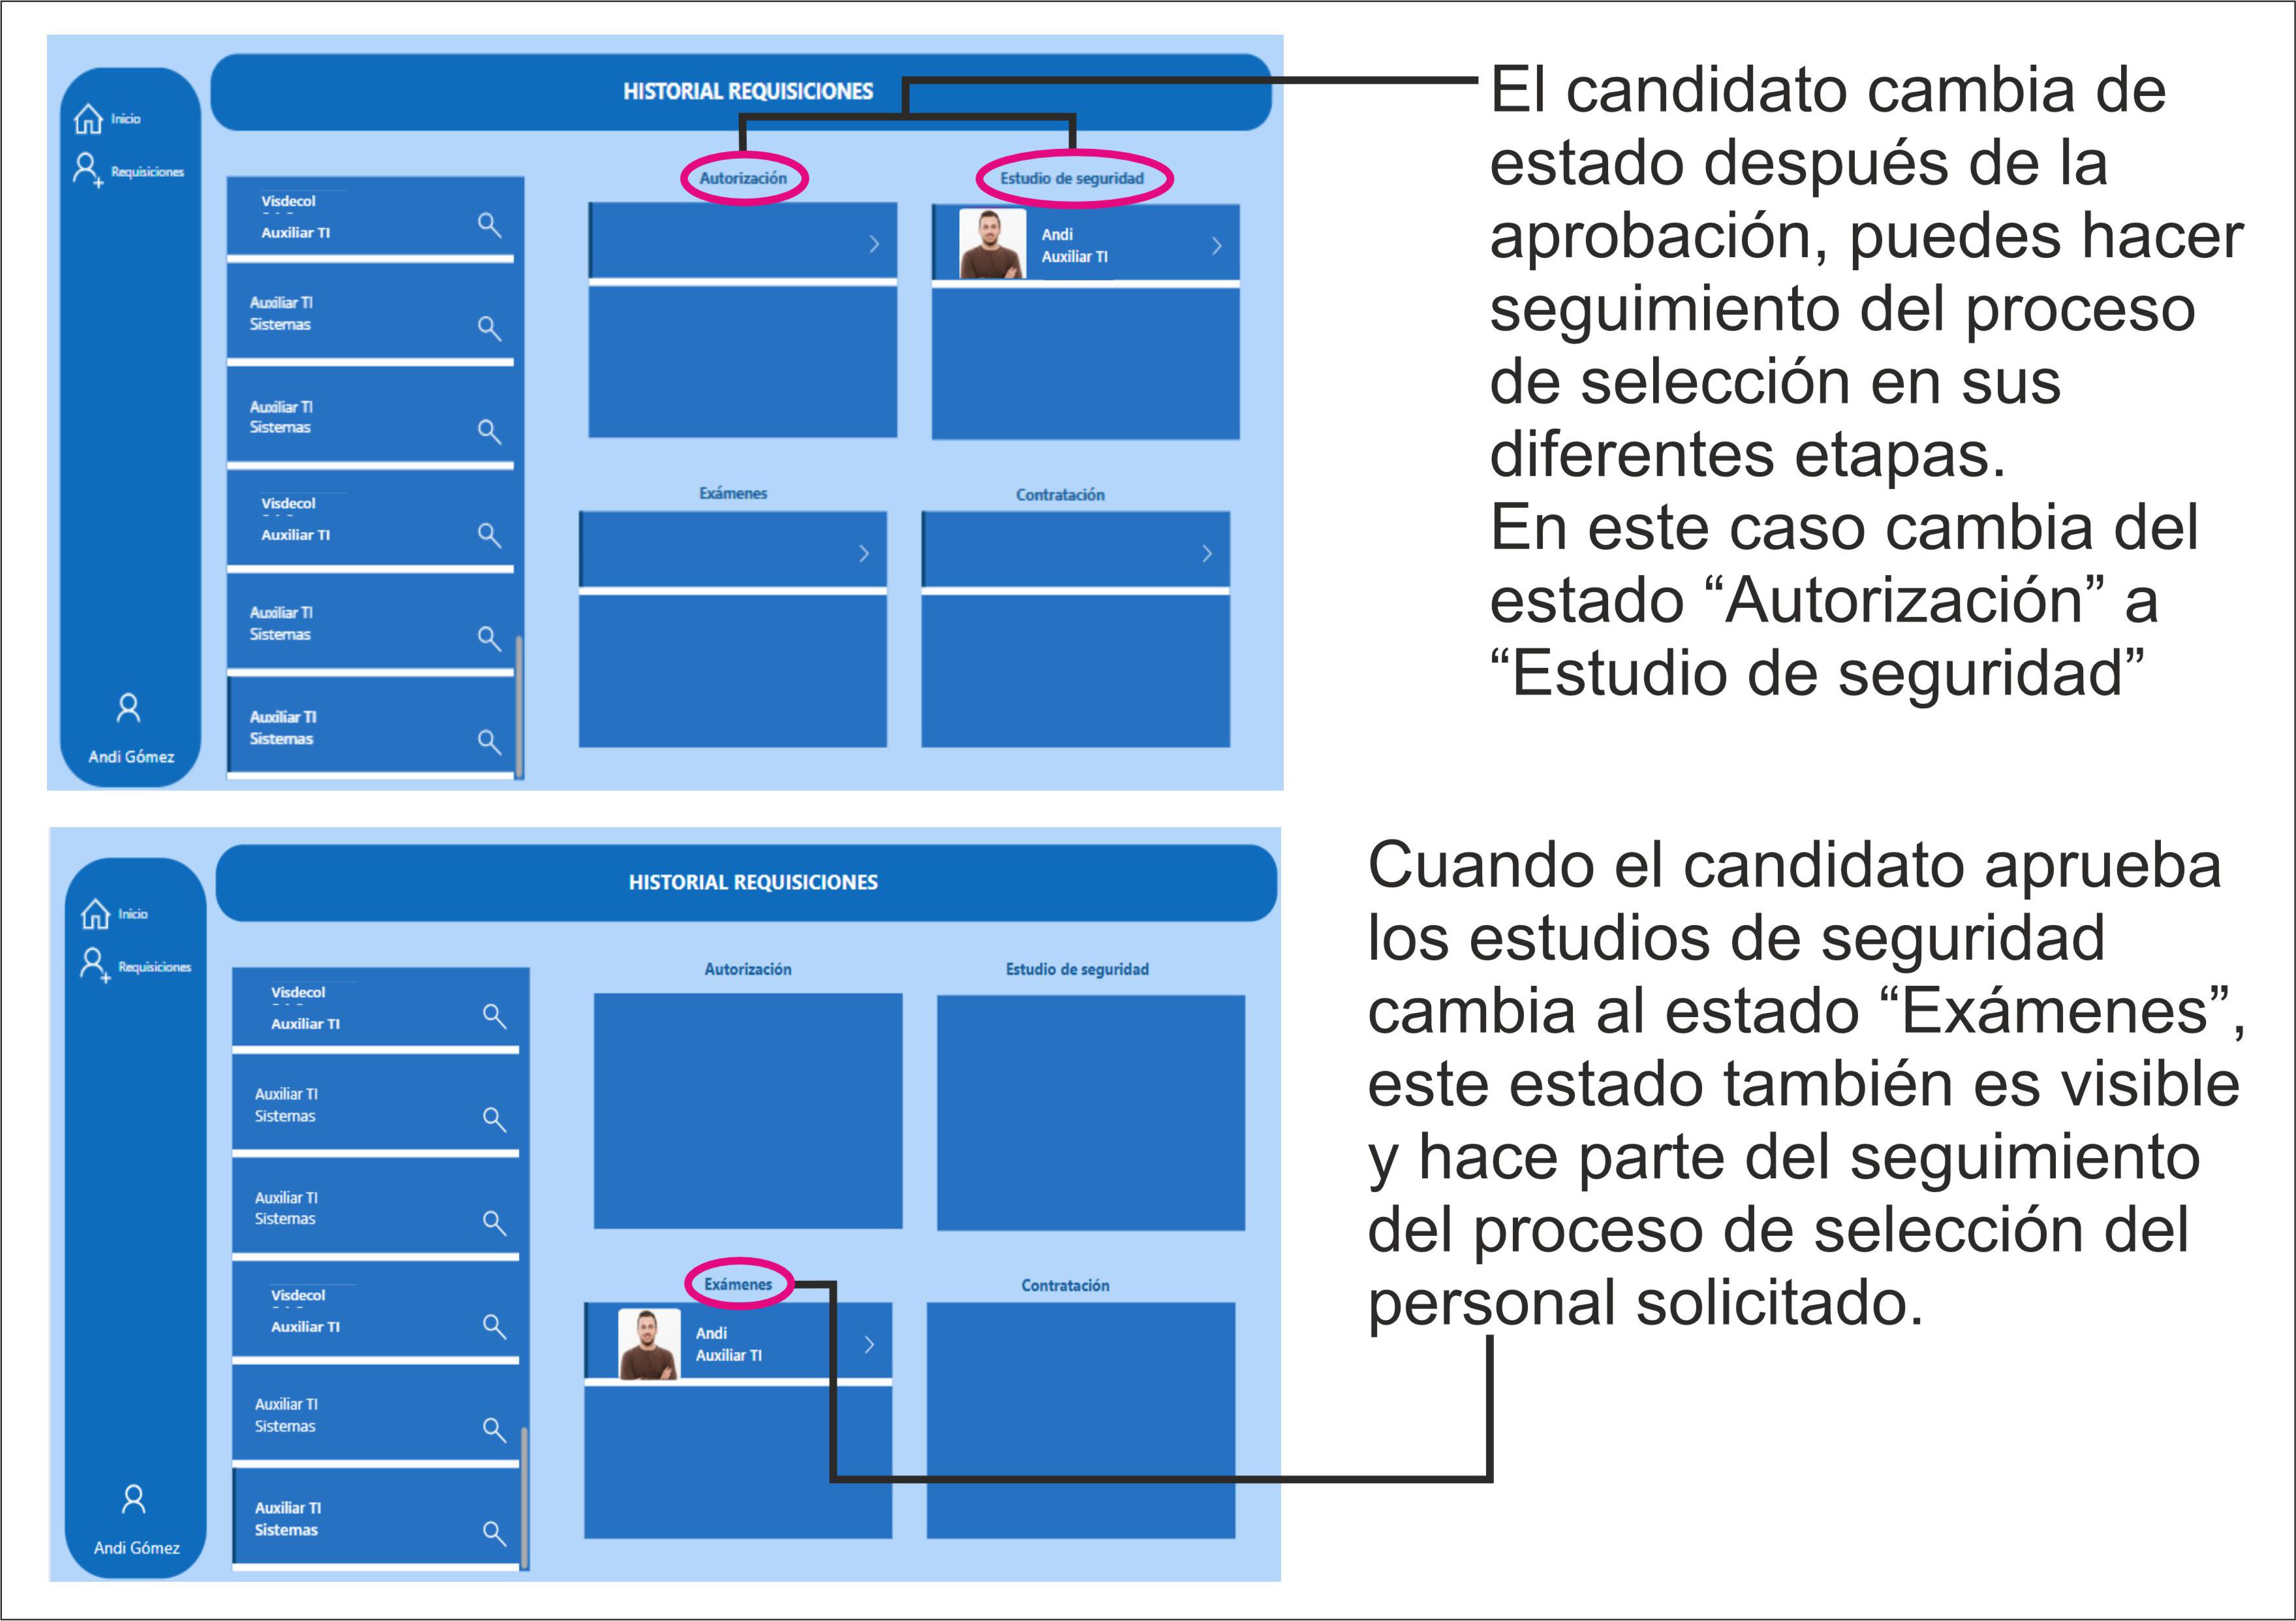 HISTORIAL REQUISICIONES
Inicio
Requisiciones
Andi Gómez
Visdecol
Auxiliar TI
Auxiliar TI
Sistemas
Auxiliar TI
Sistemas
Visdecol
Auxiliar TI
Auxiliar TI
Sistemas
Auxiliar TI
Sistemas
Autorización
Estudio de seguridad
Andi
Auxiliar TI
Exámenes
Contratación
El candidato cambia de
estado después de la
aprobación, puedes hacer
seguimiento del proceso
de selección en sus
diferentes etapas.
En este caso cambia del
estado “Autorización” a
“Estudio de seguridad”
HISTORIAL REQUISICIONES
Inicio
Requisiciones
Andi Gómez
Visdecol
Auxiliar TI
Auxiliar TI
Sistemas
Auxiliar TI
Sistemas
Visdecol
Auxiliar TI
Auxiliar TI
Sistemas
Auxiliar TI
Sistemas
Autorización
Estudio de seguridad
Exámenes
Andi
Auxiliar TI
Contratación
Cuando el candidato aprueba
los estudios de seguridad
cambia al estado “Exámenes”,
este estado también es visible
y hace parte del seguimiento
del proceso de selección del
personal solicitado.